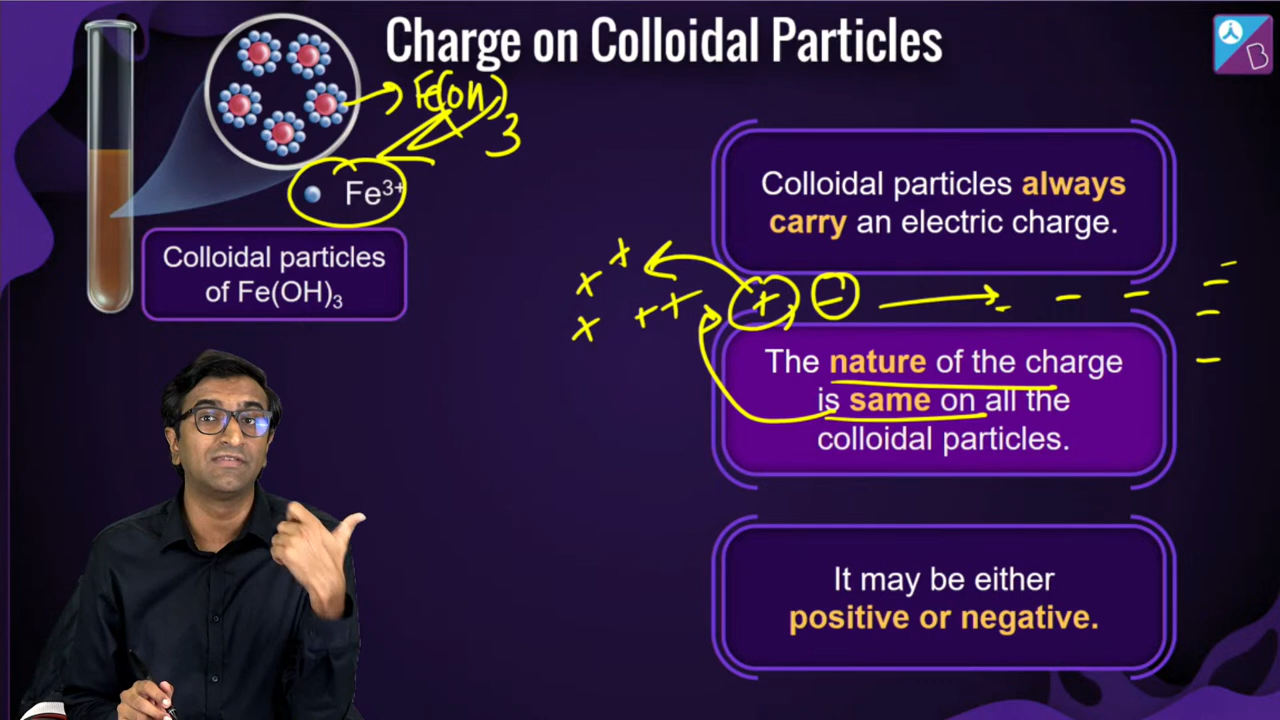 Charge on Colloidal Particles
B
Fe(OH)3
Fe³⁺
Colloidal particles
of Fe(OH)₃
Colloidal particles always
carry an electric charge.
+ + + + + +, − → − − − − − − −
The nature of the charge
is same on all the
colloidal particles.
It may be either
positive or negative.